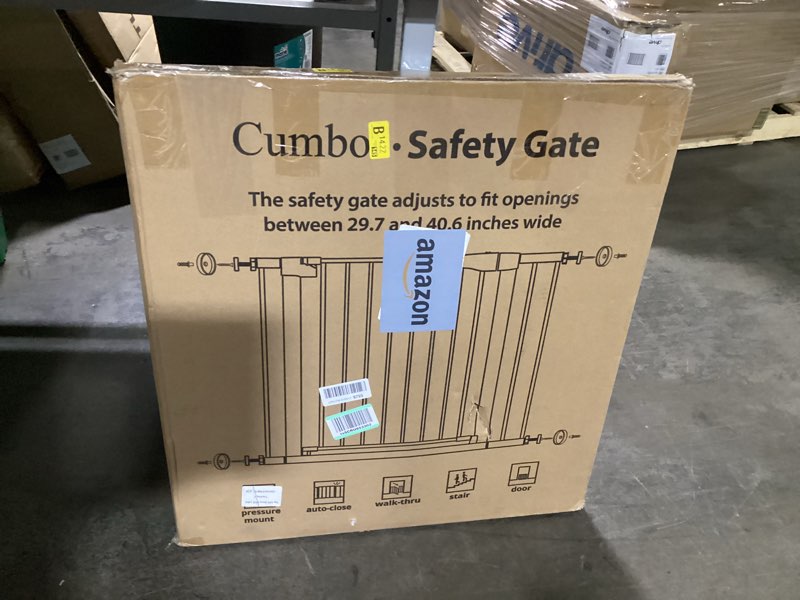 Cumbo • Safety Gate
B
1422
The safety gate adjusts to fit openings
between 29.7 and 40.6 inches wide
amazon
pressure
mount
auto-close
walk-thru
stair
door